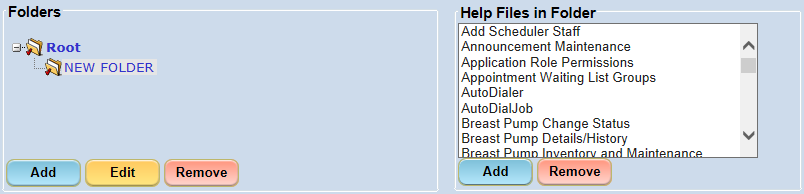 Folders
Root
NEW FOLDER
Add
Edit
Remove
Help Files in Folder
Add Scheduler Staff
Announcement Maintenance
Application Role Permissions
Appointment Waiting List Groups
AutoDialer
AutoDialJob
Breast Pump Change Status
Breast Pump Details/History
Breast Pump Inventory and Maintenance
Add
Remove